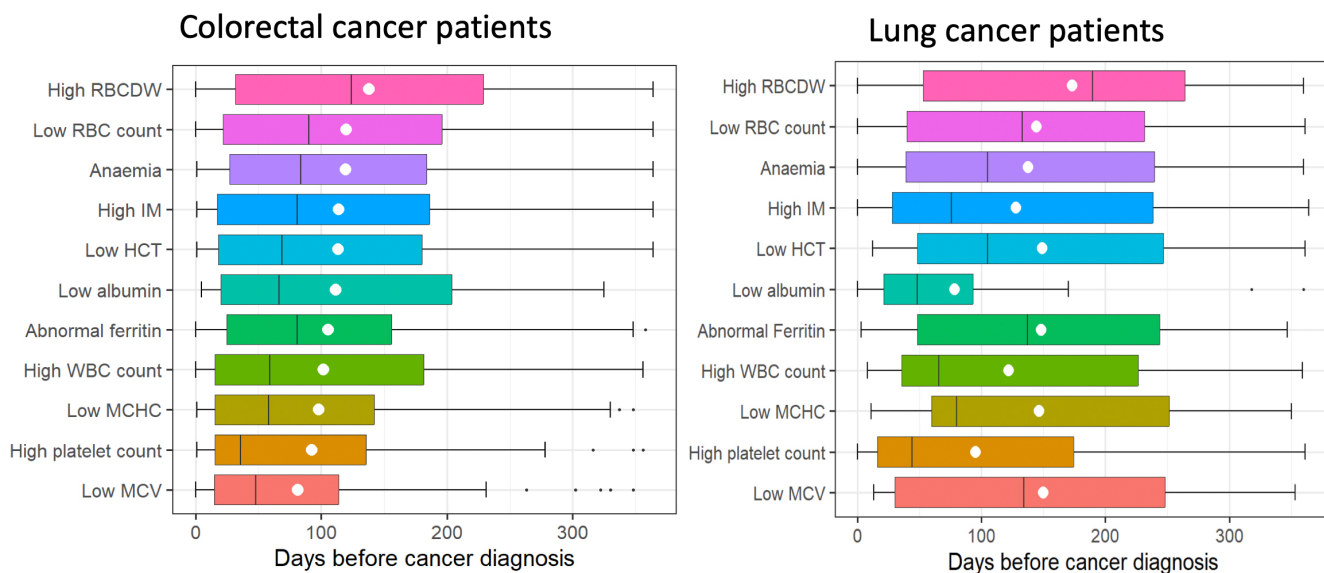 Colorectal cancer patients
High RBCDW
Low RBC count
Anaemia
High IM
Low HCT
Low albumin
Abnormal ferritin
High WBC count
Low MCHC
High platelet count
Low MCV
0 100 200 300
Days before cancer diagnosis
Lung cancer patients
High RBCDW
Low RBC count
Anaemia
High IM
Low HCT
Low albumin
Abnormal Ferritin
High WBC count
Low MCHC
High platelet count
Low MCV
0 100 200 300
Days before cancer diagnosis